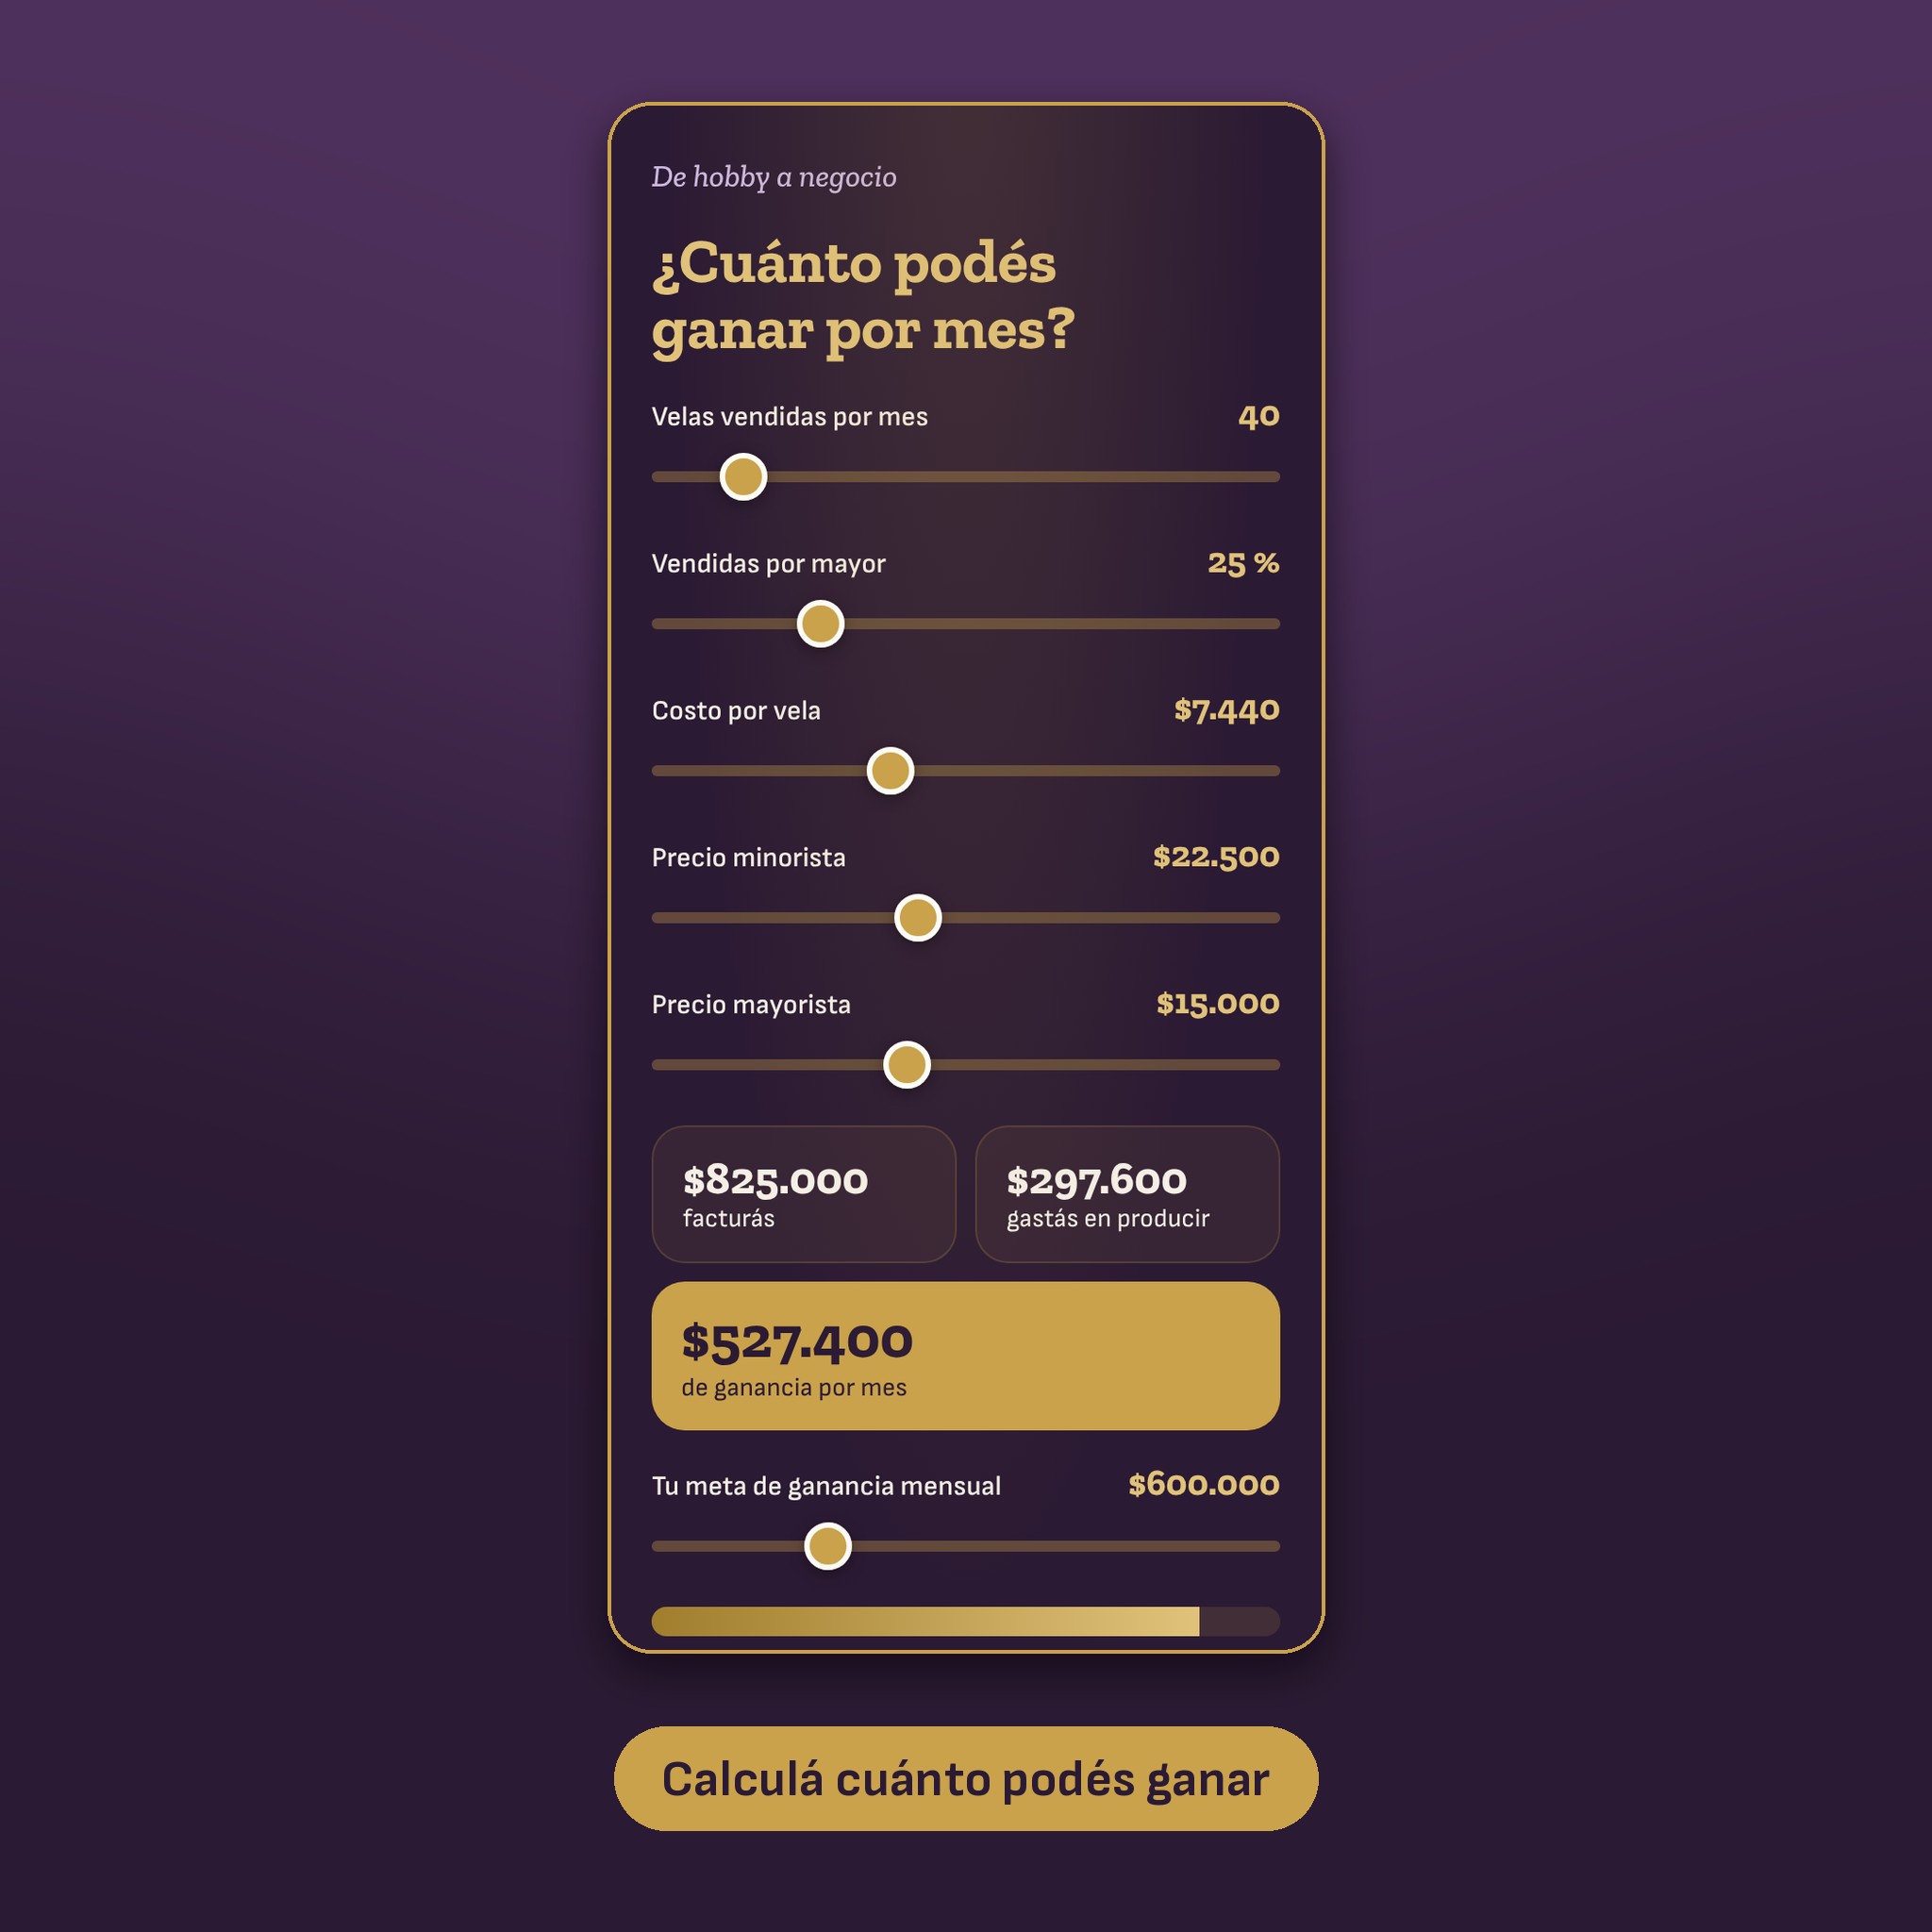 De hobby a negocio
¿Cuánto podés
ganar por mes?
Velas vendidas por mes 40
Vendidas por mayor 25 %
Costo por vela $7.440
Precio minorista $22.500
Precio mayorista $15.000
$825.000 $297.600
facturás gastás en producir
$527.400
de ganancia por mes
Tu meta de ganancia mensual $600.000
Calculá cuánto podés ganar